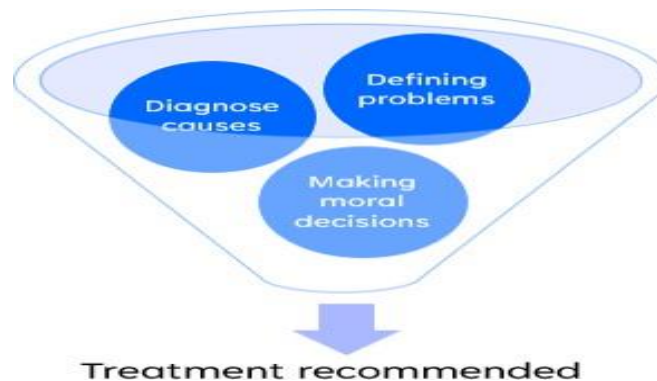 Defining
problems
Diagnose
causes
Making
moral
decisions
Treatment recommended